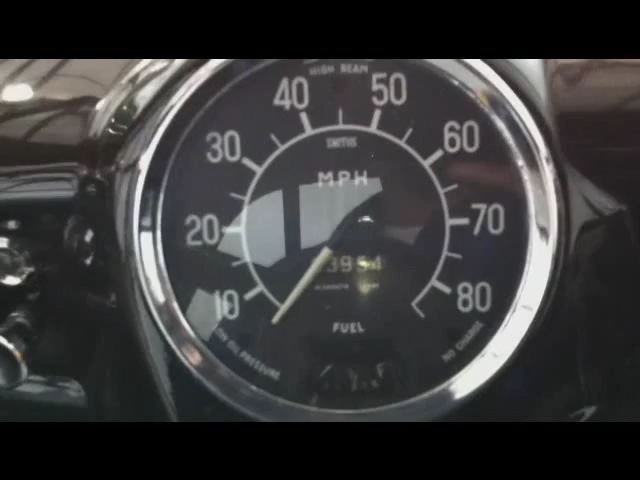 HIGH BEAM
40 50
SMITHS
30 60
MPH
20 70
10 80
FUEL
OIL PRESSURE
NO CHARGE
F